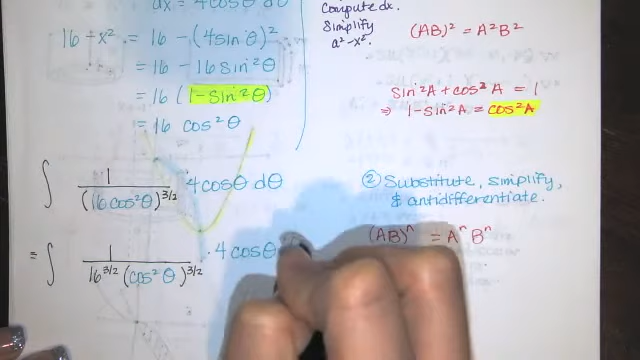 dx = 4cosθ dθ
compute dx.
Simplify
a² - x².
16 - x² = 16 - (4sinθ)²
(AB)² = A²B²
= 16 - 16sin²θ
= 16 (1-sin²θ)
sin²A + cos²A = 1
⇒ 1-sin²A = cos²A
= 16 cos²θ
∫ 1/(16cos²θ)^3/2 · 4cosθ dθ
② Substitute, simplify,
& antidifferentiate.
(AB)ⁿ = AⁿBⁿ
= ∫ 1/16^3/2 (cos²θ)^3/2 · 4cosθ